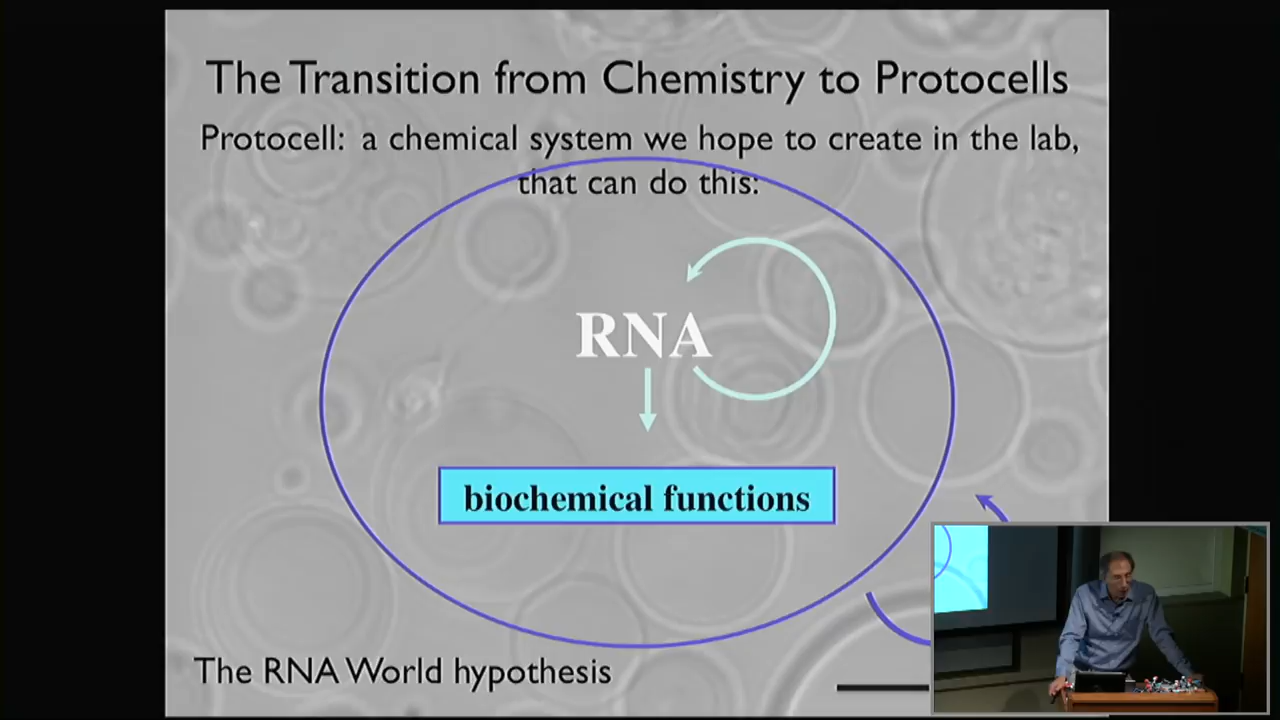 The Transition from Chemistry to Protocells
Protocell: a chemical system we hope to create in the lab,
that can do this:
RNA
biochemical functions
The RNA World hypothesis